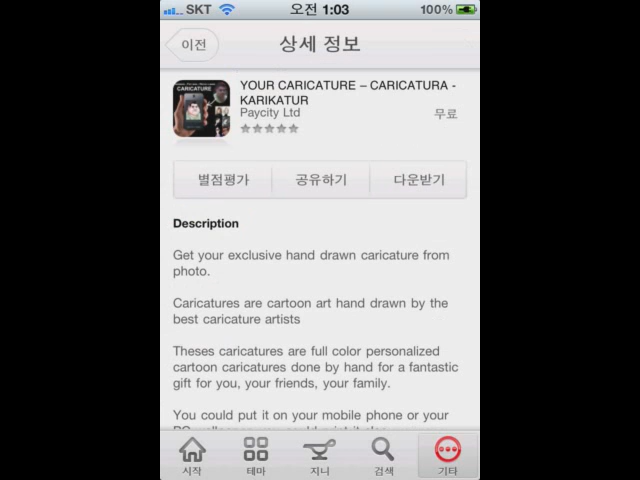 SKT 오전 1:03 100%
이전 상세 정보
CARICATURE
YOUR CARICATURE – CARICATURA -
KARIKATUR
Paycity Ltd 무료
별점평가 공유하기 다운받기
Description
Get your exclusive hand drawn caricature from
photo.
Caricatures are cartoon art hand drawn by the
best caricature artists
Theses caricatures are full color personalized
cartoon caricatures done by hand for a fantastic
gift for you, your friends, your family.
You could put it on your mobile phone or your
시작 테마 지니 검색 기타